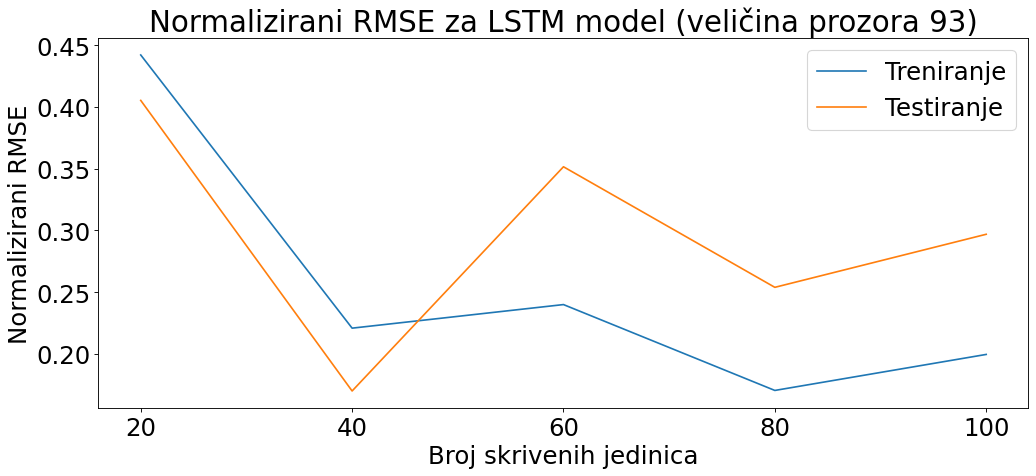 Normalizirani RMSE za LSTM model (veličina prozora 93)
Treniranje
Testiranje
Normalizirani RMSE
0.45
0.40
0.35
0.30
0.25
0.20
20 40 60 80 100
Broj skrivenih jedinica